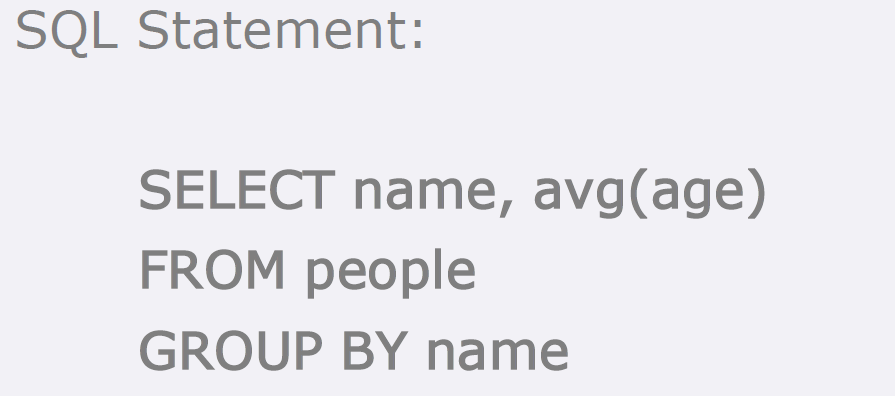 SQL Statement:
SELECT name, avg(age)
FROM people
GROUP BY name